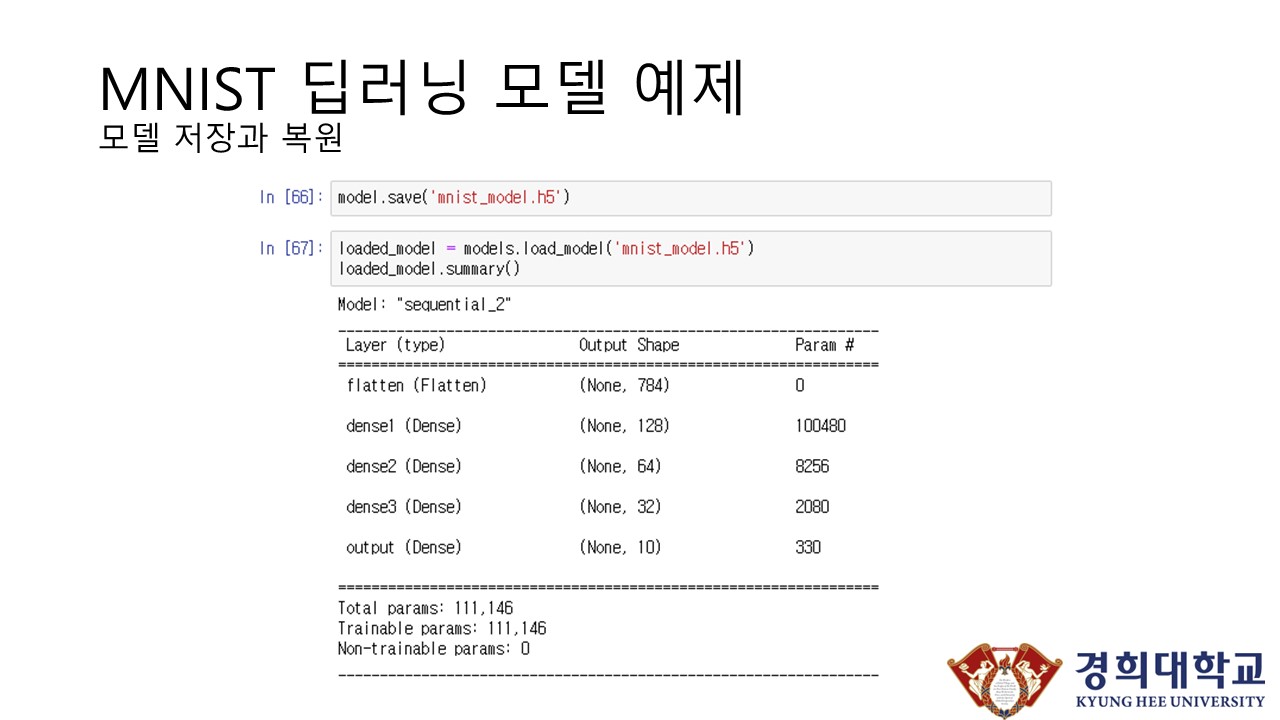 MNIST 딥러닝 모델 예제
모델 저장과 복원
In [66]: model.save('mnist_model.h5')
In [67]: loaded_model = models.load_model('mnist_model.h5')
loaded_model.summary()
Model: "sequential_2"
Layer (type) Output Shape Param #
flatten (Flatten) (None, 784) 0
dense1 (Dense) (None, 128) 100480
dense2 (Dense) (None, 64) 8256
dense3 (Dense) (None, 32) 2080
output (Dense) (None, 10) 330
Total params: 111,146
Trainable params: 111,146
Non-trainable params: 0
경희대학교
KYUNG HEE UNIVERSITY